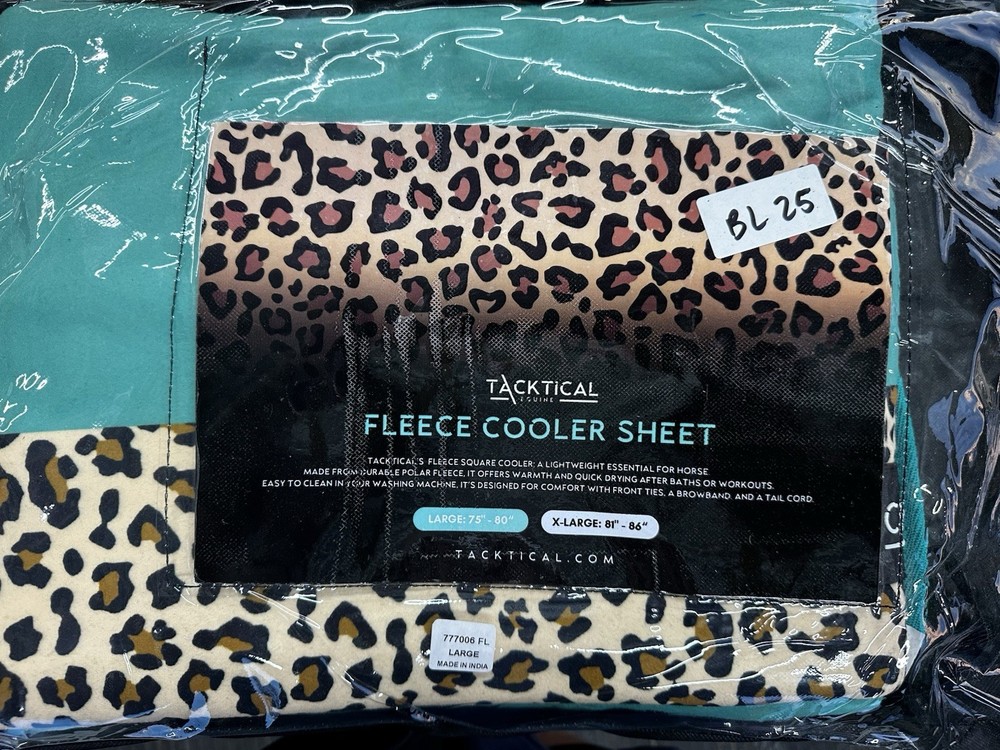 BL 25
TACKTICAL
EQUINE
FLEECE COOLER SHEET
TACKTICAL'S FLEECE SQUARE COOLER: A LIGHTWEIGHT ESSENTIAL FOR HORSE.
MADE FROM DURABLE POLAR FLEECE, IT OFFERS WARMTH AND QUICK DRYING AFTER BATHS OR WORKOUTS.
EASY TO CLEAN IN YOUR WASHING MACHINE, IT'S DESIGNED FOR COMFORT WITH FRONT TIES, A BROWBAND, AND A TAIL CORD.
LARGE: 75" - 80"
X-LARGE: 81" - 86"
TACKTICAL.COM
777006 FL
LARGE
MADE IN INDIA